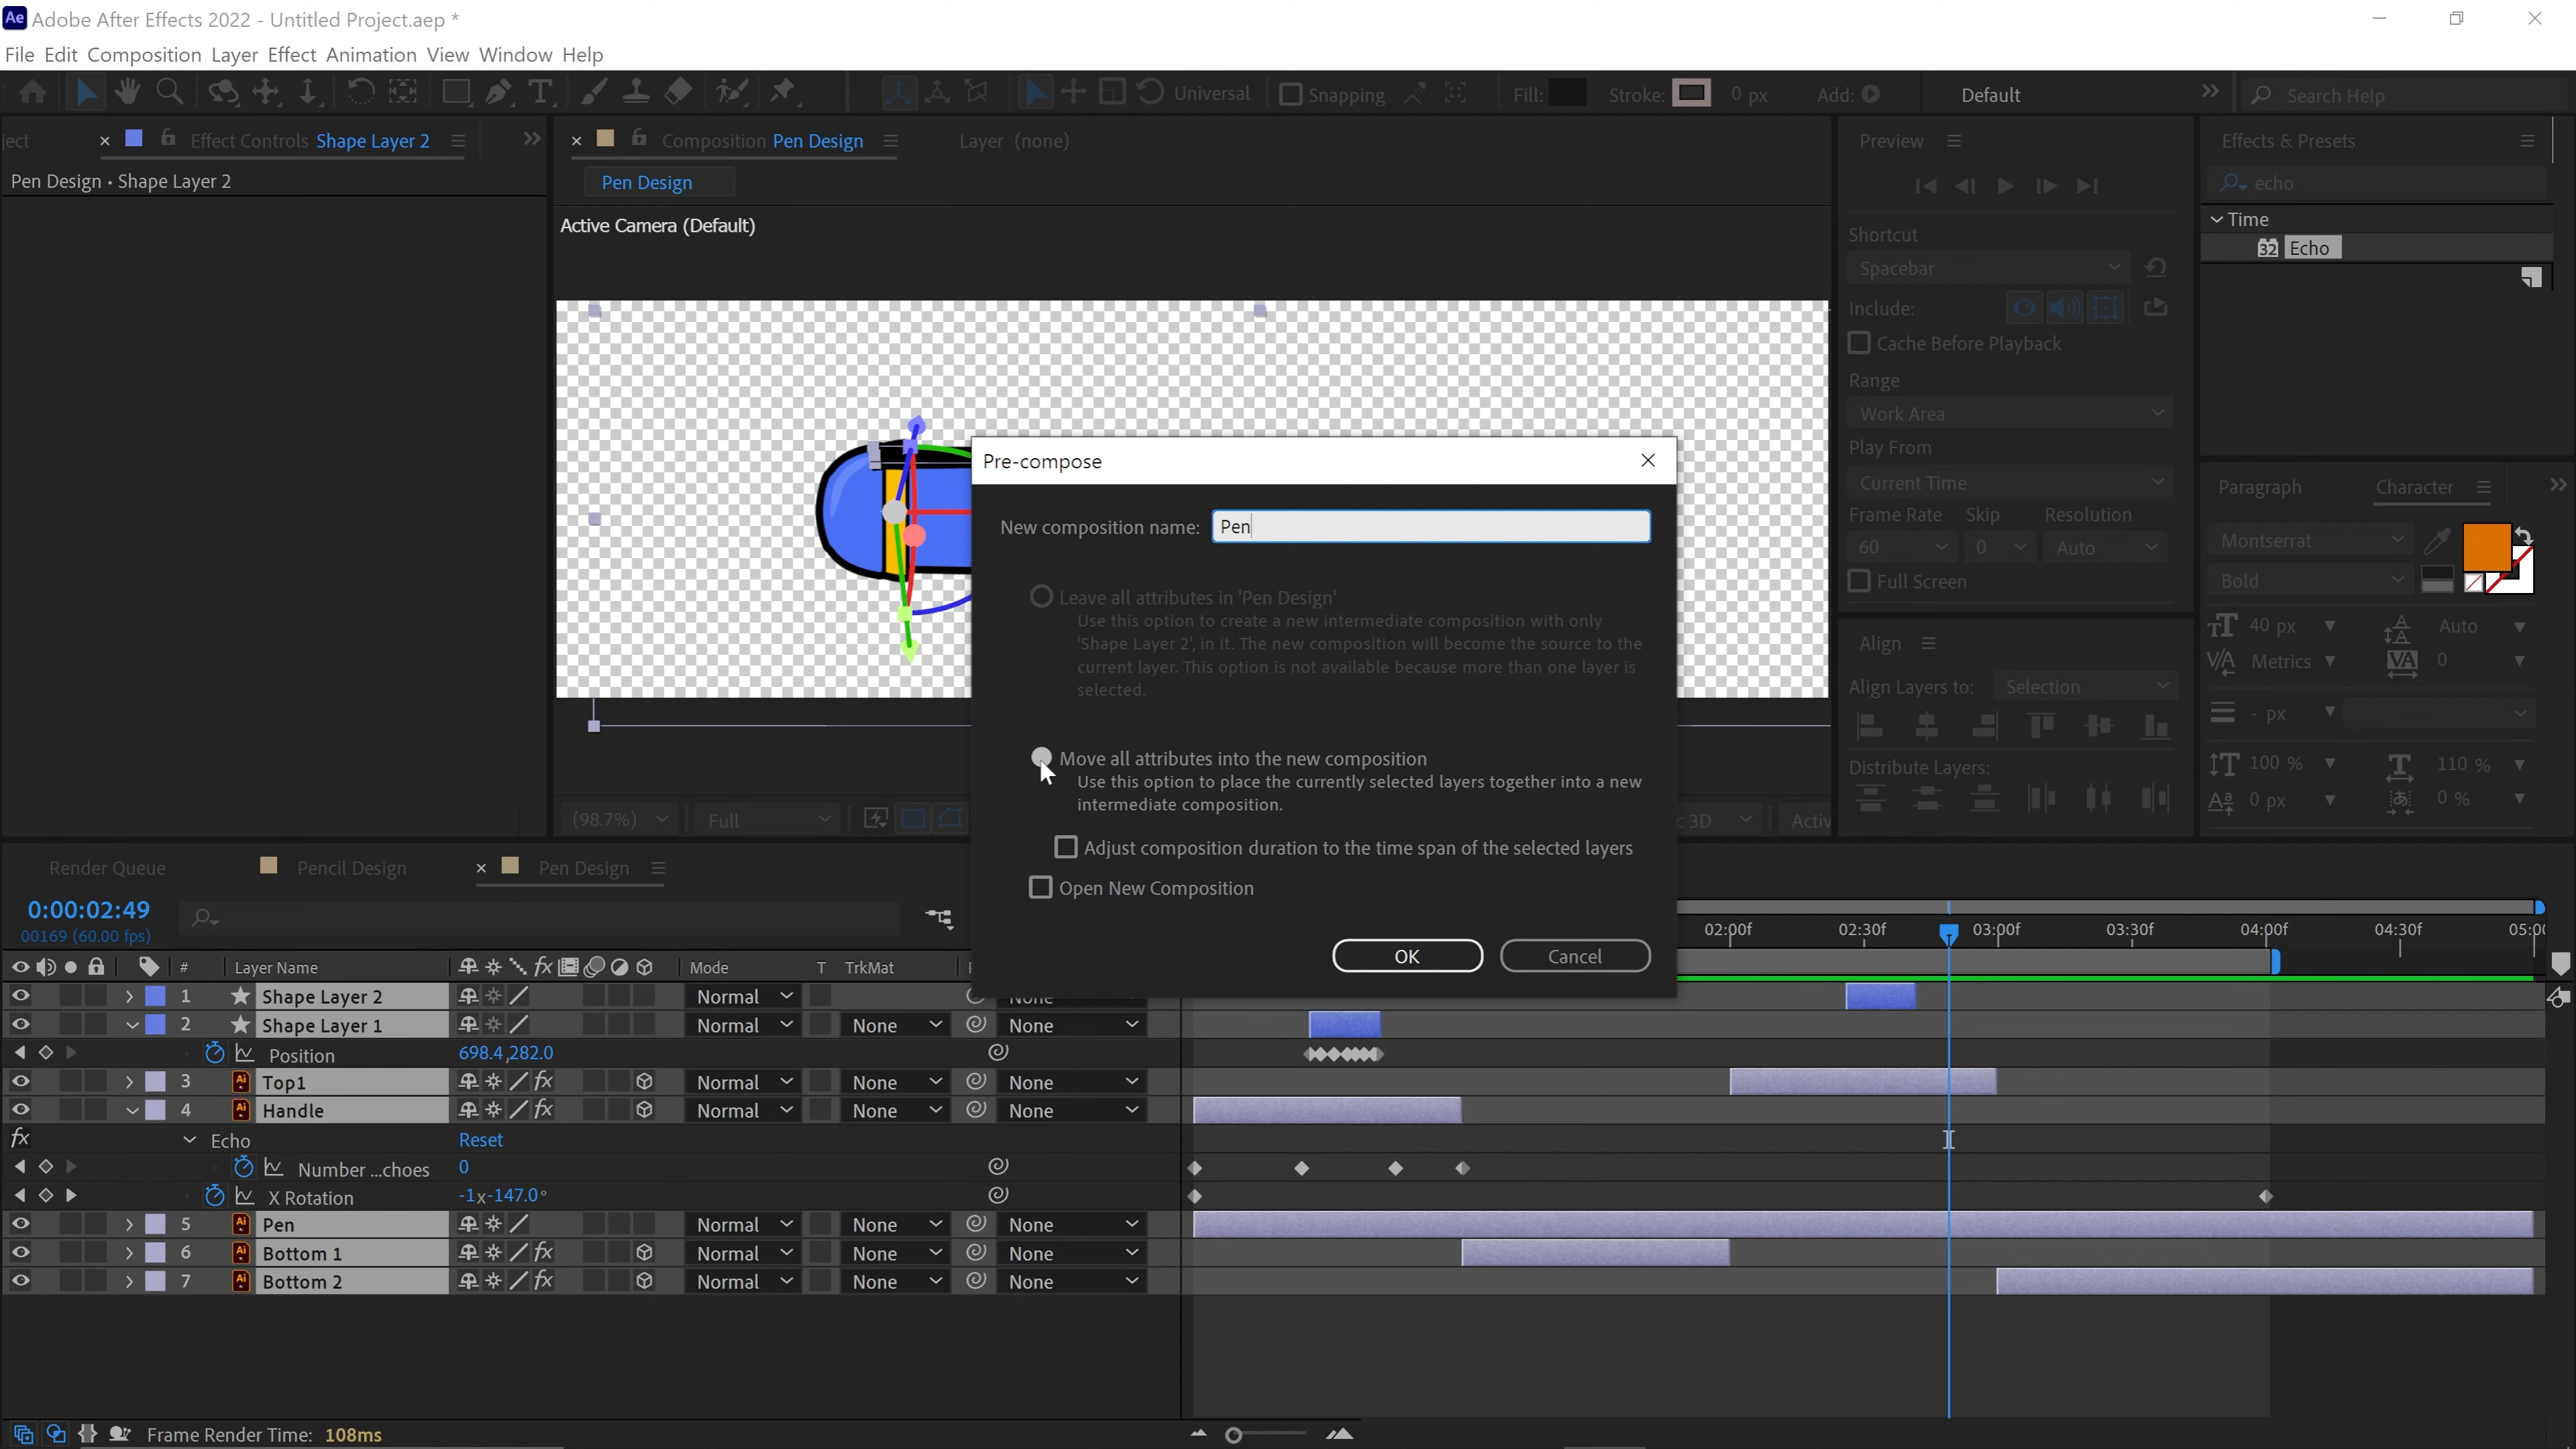 Ae Adobe After Effects 2022 - Untitled Project.aep *
File Edit Composition Layer Effect Animation View Window Help
Universal Snapping Fill: Stroke: 0 px Add: Default Search Help
ject Effect Controls Shape Layer 2
Pen Design • Shape Layer 2
Composition Pen Design Layer (none)
Pen Design
Active Camera (Default)
(98.7%) Full
Activ
Preview
Shortcut
Spacebar
Include:
Cache Before Playback
Range
Work Area
Play From
Current Time
Frame Rate Skip Resolution
60 0 Auto
Full Screen
Align
Align Layers to: Selection
Distribute Layers:
Effects & Presets
echo
Time
32 Echo
Paragraph Character
Montserrat
Bold
40 px Auto
Metrics 0
- px
100 % 110 %
0 px 0 %
Pre-compose
New composition name: Pen
Leave all attributes in 'Pen Design'
Use this option to create a new intermediate composition with only
'Shape Layer 2', in it. The new composition will become the source to the
current layer. This option is not available because more than one layer is
selected.
Move all attributes into the new composition
Use this option to place the currently selected layers together into a new
intermediate composition.
Adjust composition duration to the time span of the selected layers
Open New Composition
OK Cancel
Render Queue Pencil Design Pen Design
0:00:02:49
00169 (60.00 fps)
02:00f 02:30f 03:00f 03:30f 04:00f 04:30f
# Layer Name Mode T TrkMat
1 Shape Layer 2 Normal None
2 Shape Layer 1 Normal None None
Position 698.4,282.0
3 Ai Top1 Normal None None
4 Ai Handle Normal None None
fx Echo Reset
Number ...choes 0
X Rotation -1x-147.0°
5 Ai Pen Normal None None
6 Ai Bottom 1 Normal None None
7 Ai Bottom 2 Normal None None
Frame Render Time: 108ms